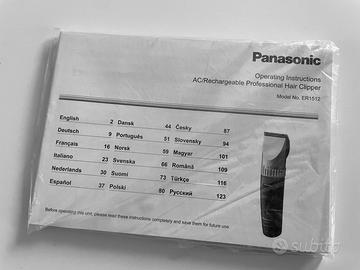 Panasonic
Operating Instructions
AC/Rechargeable Professional Hair Clipper
Model No. ER1512
English 2 Dansk 44 Česky 87
Deutsch 9 Português 51 Slovensky 94
Français 16 Norsk 59 Magyar 101
Italiano 23 Svenska 66 Română 109
Nederlands 30 Suomi 73 Türkçe 116
Español 37 Polski 80 Русский 123
Before operating this unit, please read these instructions completely and save them for future use.
subito